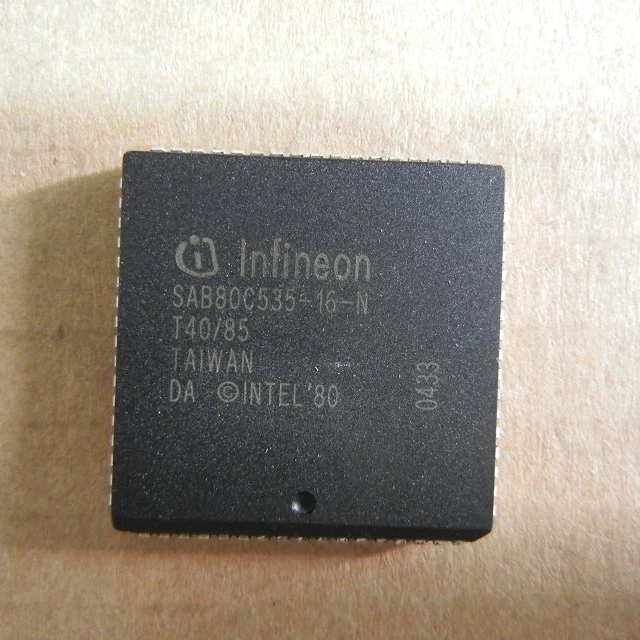 Infineon
SAB80C535-16-N
T40/85
TAIWAN
DA ©INTEL'80
0433